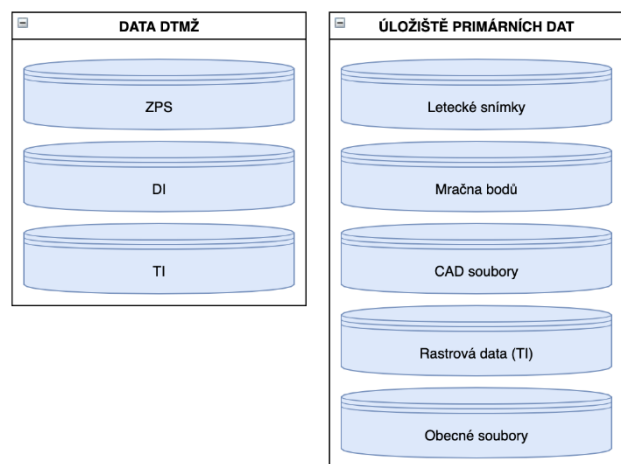 DATA DTMŽ
ZPS
DI
TI
ÚLOŽIŠTĚ PRIMÁRNÍCH DAT
Letecké snímky
Mračna bodů
CAD soubory
Rastrová data (TI)
Obecné soubory